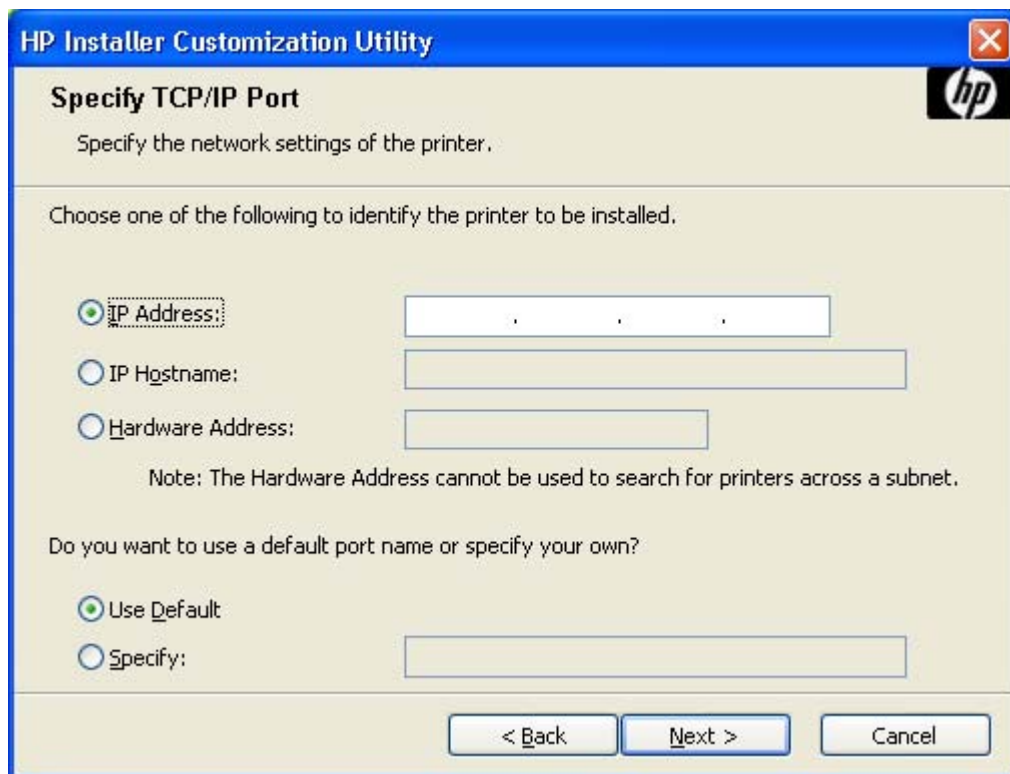 HP Installer Customization Utility
hp
Specify TCP/IP Port
Specify the network settings of the printer.
Choose one of the following to identify the printer to be installed.
IP Address: . . .
IP Hostname:
Hardware Address:
Note: The Hardware Address cannot be used to search for printers across a subnet.
Do you want to use a default port name or specify your own?
Use Default
Specify:
< Back Next > Cancel